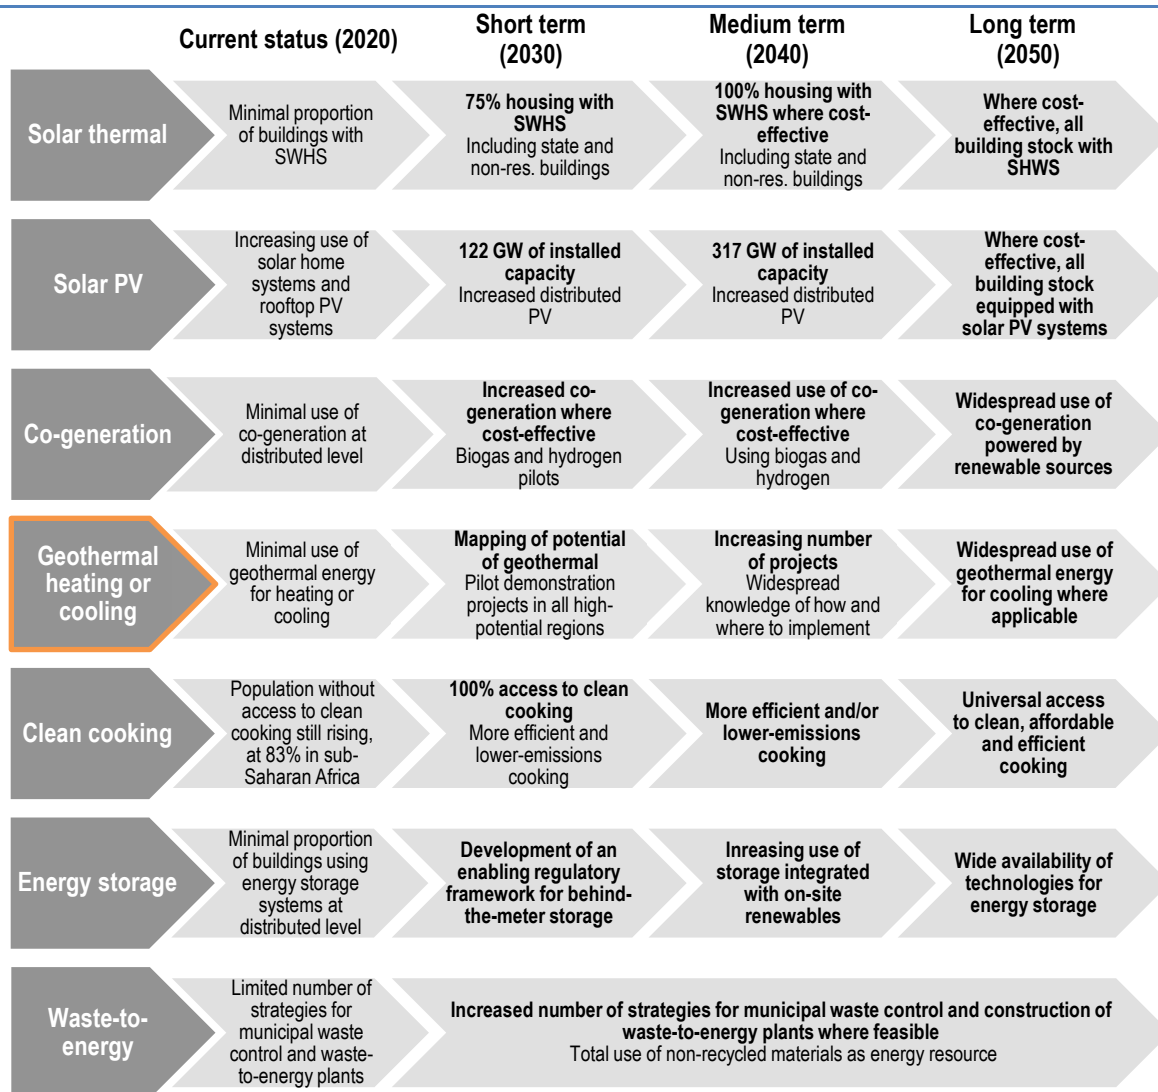 Current status (2020)
Short term
(2030)
Medium term
(2040)
Long term
(2050)
Solar thermal
Minimal proportion
of buildings with
SWHS
75% housing with
SWHS
Including state and
non-res. buildings
100% housing with
SWHS where cost-
effective
Including state and
non-res. buildings
Where cost-
effective, all
building stock with
SHWS
Solar PV
Increasing use of
solar home
systems and
rooftop PV
systems
122 GW of installed
capacity
Increased distributed
PV
317 GW of installed
capacity
Increased distributed
PV
Where cost-
effective, all
building stock
equipped with
solar PV systems
Co-generation
Minimal use of
co-generation at
distributed level
Increased co-
generation where
cost-effective
Biogas and hydrogen
pilots
Increased use of co-
generation where
cost-effective
Using biogas and
hydrogen
Widespread use of
co-generation
powered by
renewable sources
Geothermal
heating or
cooling
Minimal use of
geothermal energy
for heating or
cooling
Mapping of potential
of geothermal
Pilot demonstration
projects in all high-
potential regions
Increasing number
of projects
Widespread
knowledge of how and
where to implement
Widespread use of
geothermal energy
for cooling where
applicable
Clean cooking
Population without
access to clean
cooking still rising,
at 83% in sub-
Saharan Africa
100% access to clean
cooking
More efficient and
lower-emissions
cooking
More efficient and/or
lower-emissions
cooking
Universal access
to clean, affordable
and efficient
cooking
Energy storage
Minimal proportion
of buildings using
energy storage
systems at
distributed level
Development of an
enabling regulatory
framework for behind-
the-meter storage
Inreasing use of
storage integrated
with on-site
renewables
Wide availability of
technologies for
energy storage
Waste-to-
energy
Limited number of
strategies for
municipal waste
control and waste-
to-energy plants
Increased number of strategies for municipal waste control and construction of
waste-to-energy plants where feasible
Total use of non-recycled materials as energy resource